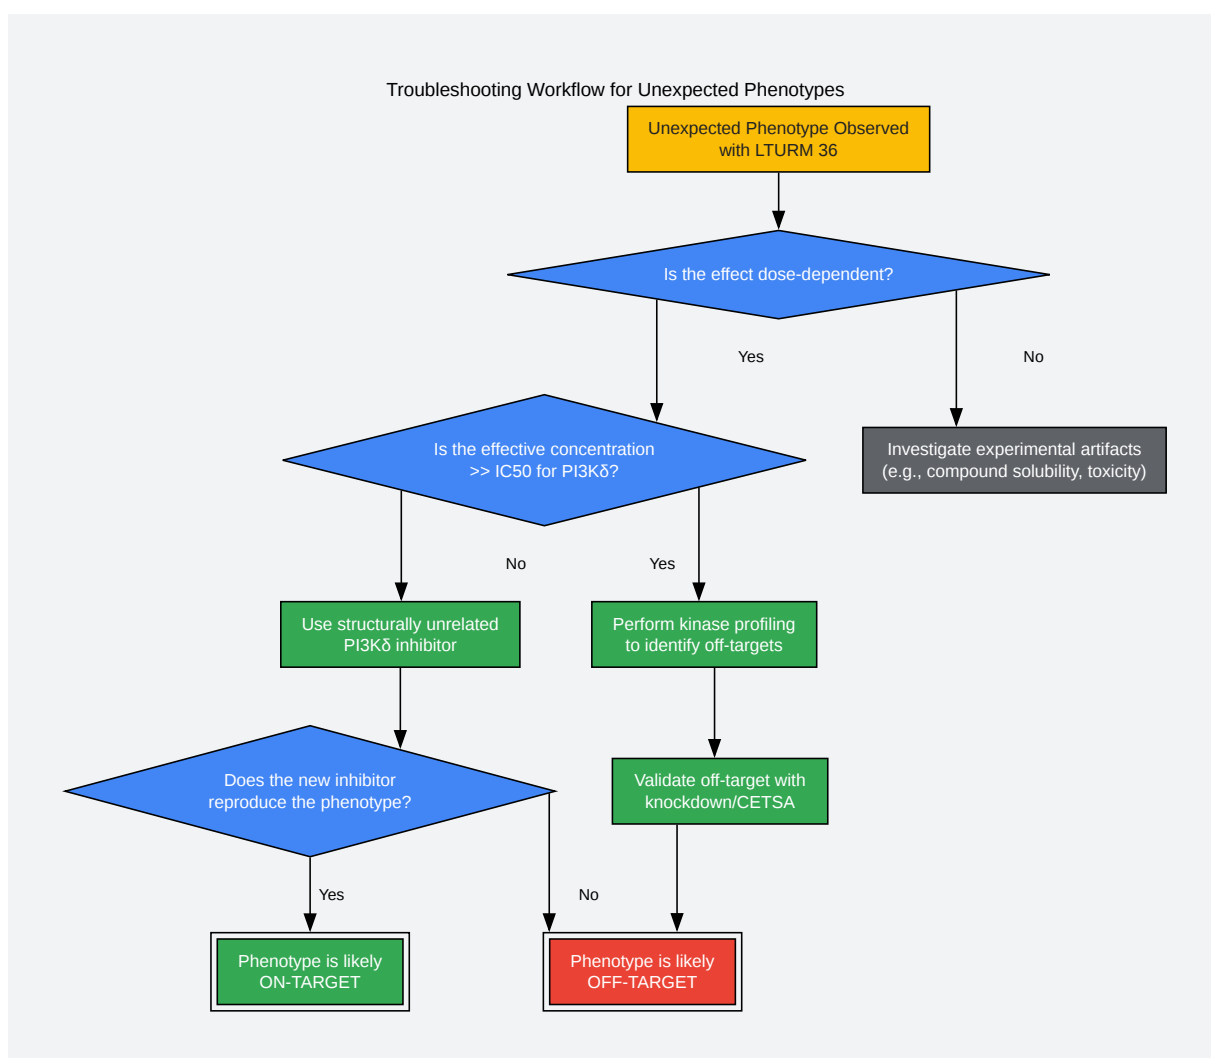 Troubleshooting Workflow for Unexpected Phenotypes
Unexpected Phenotype Observed
with LTURM 36
Is the effect dose-dependent?
Yes
No
Is the effective concentration
>> IC50 for PI3Kδ?
Investigate experimental artifacts
(e.g., compound solubility, toxicity)
No
Yes
Use structurally unrelated
PI3Kδ inhibitor
Perform kinase profiling
to identify off-targets
Does the new inhibitor
reproduce the phenotype?
Validate off-target with
knockdown/CETSA
Yes
No
Phenotype is likely
ON-TARGET
Phenotype is likely
OFF-TARGET